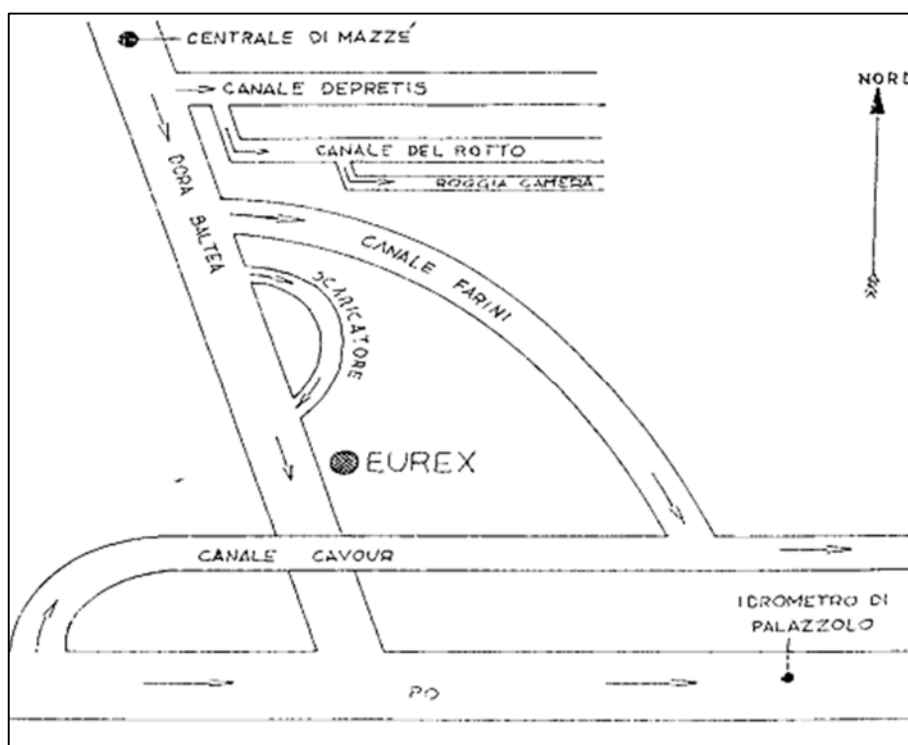 CENTRALE DI MAZZE'
CANALE DEPRETIS
NORD
CANALE DEL ROTTO
ROGGIA CAMERA
DORA BALTEA
CANALE FARINI
SCARICATORE
EUREX
CANALE CAVOUR
IDROMETRO DI
PALAZZOLO
PO